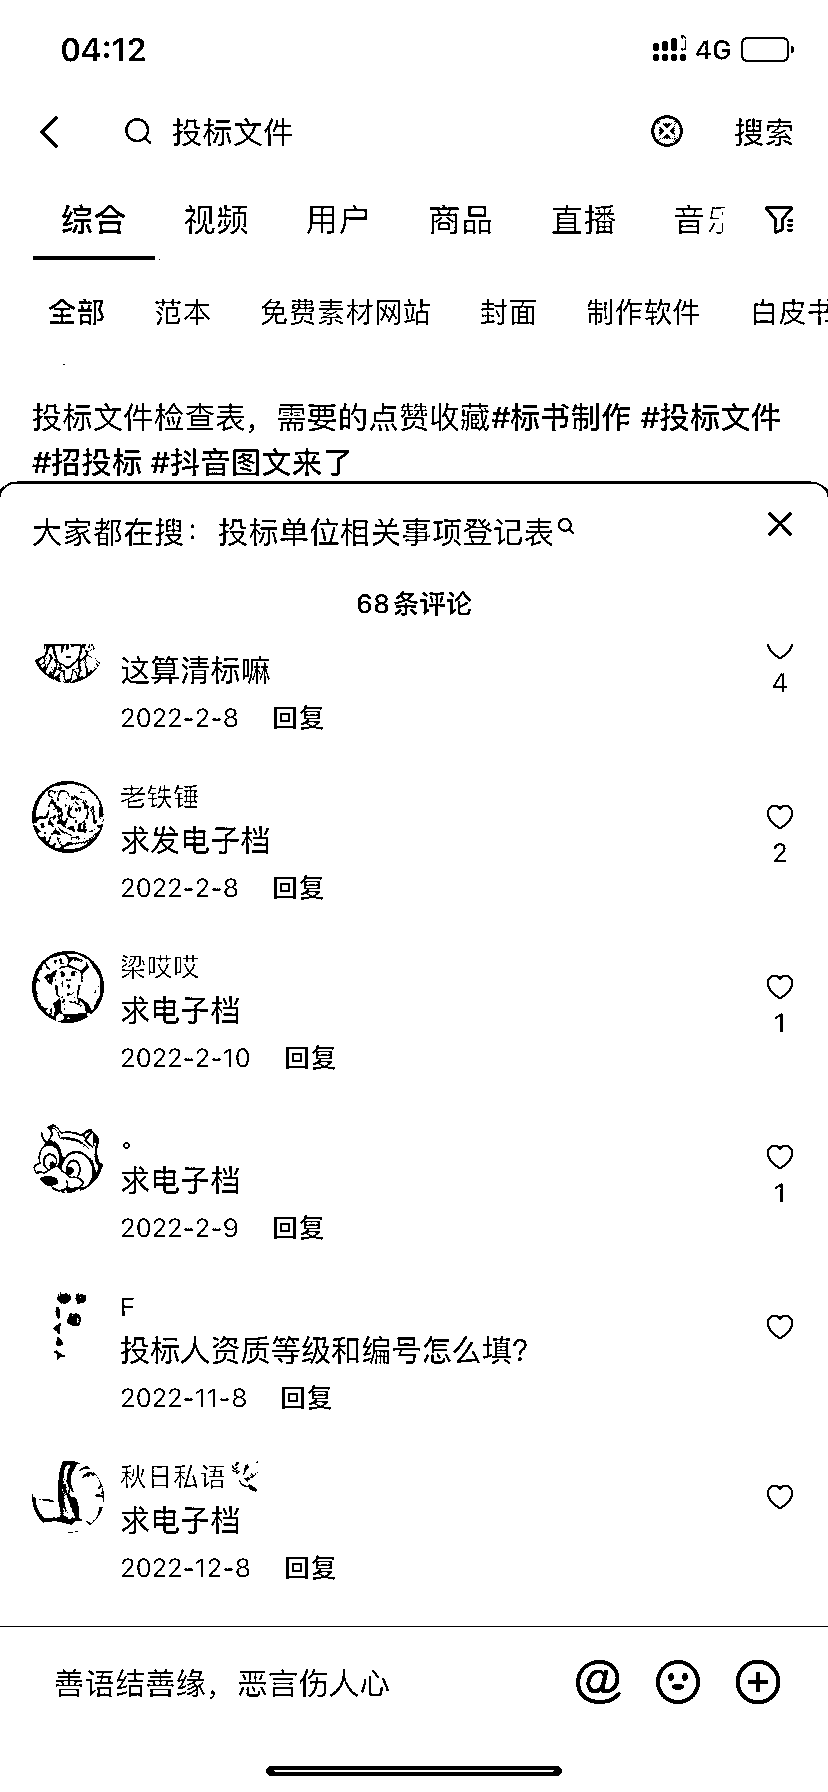 04:12
4G
投标文件
搜索
综合 视频 用户 商品 直播 音乐
全部 范本 免费素材网站 封面 制作软件 白皮书
投标文件检查表，需要的点赞收藏#标书制作 #投标文件
#招投标 #抖音图文来了
大家都在搜：投标单位相关事项登记表
68条评论
这算清标嘛
4
2022-2-8 回复
老铁锤
求发电子档
2
2022-2-8 回复
梁哎哎
求电子档
1
2022-2-10 回复
。
求电子档
1
2022-2-9 回复
F
投标人资质等级和编号怎么填？
2022-11-8 回复
秋日私语
求电子档
2022-12-8 回复
善语结善缘，恶言伤人心
@